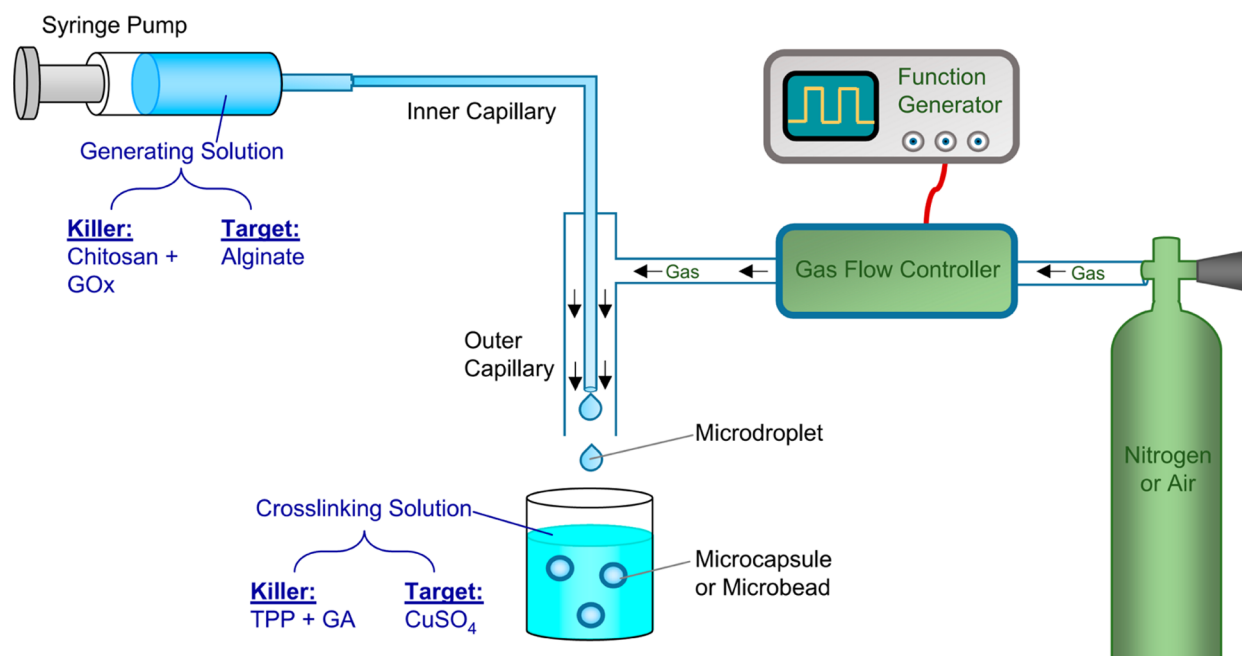 Syringe Pump
Inner Capillary
Function
Generator
Generating Solution
Killer:
Chitosan +
GOx
Target:
Alginate
Gas
Gas Flow Controller
Gas
Outer
Capillary
Microdroplet
Nitrogen
or Air
Crosslinking Solution
Killer:
TPP + GA
Target:
CuSO₄
Microcapsule
or Microbead